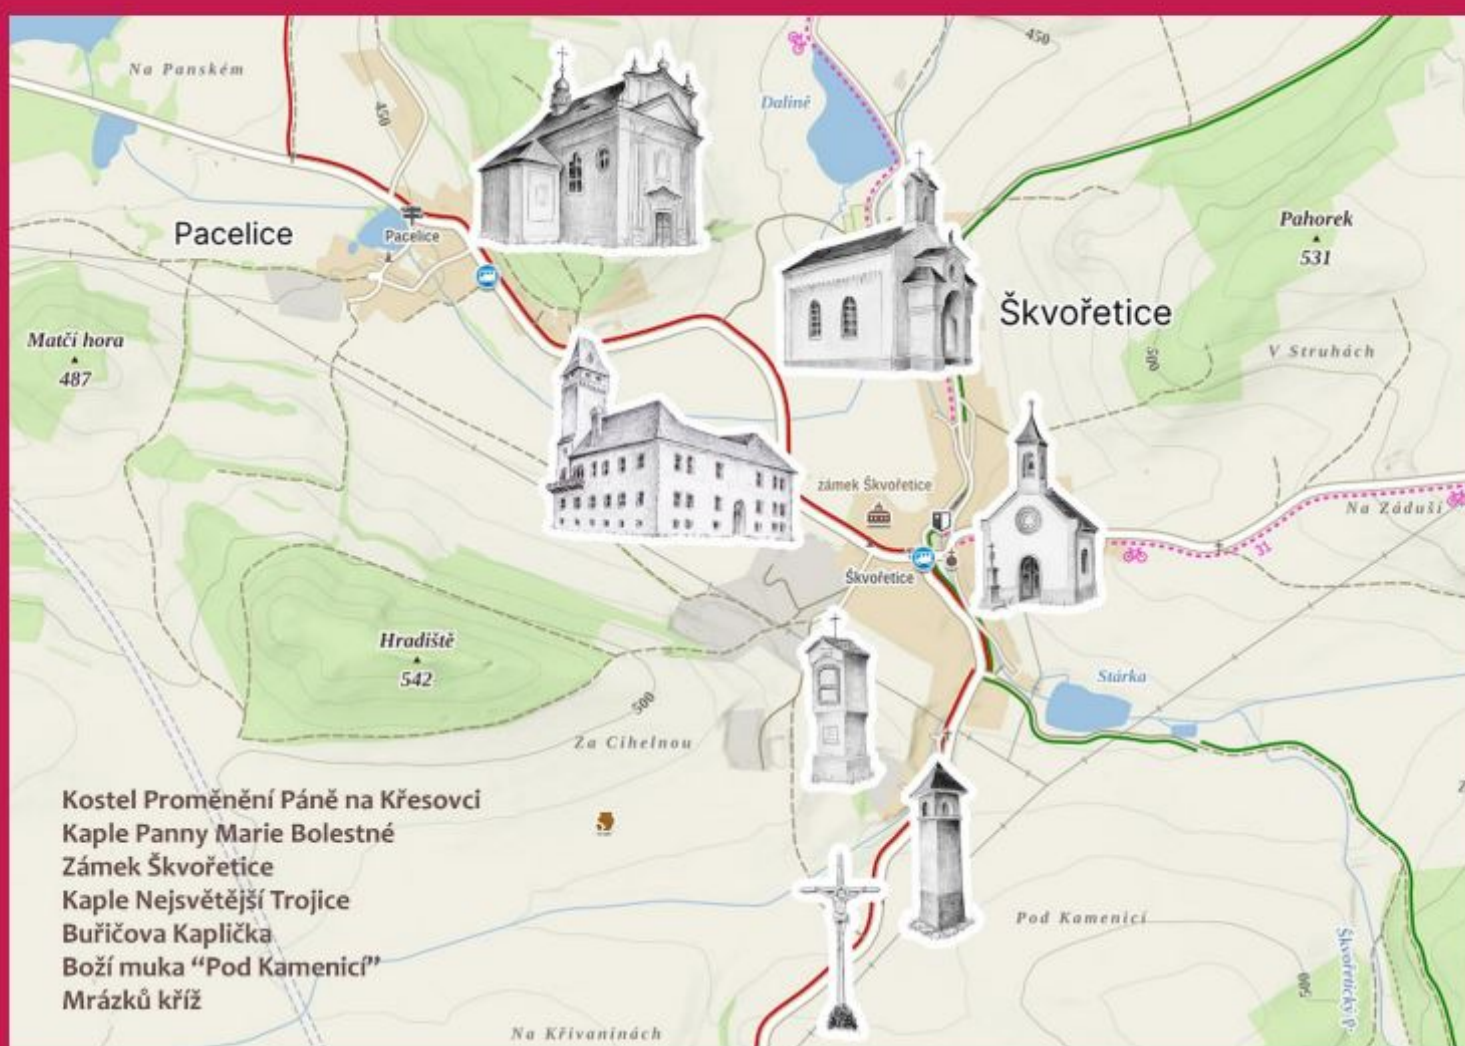 Na Panském
450
450
Dalině
Pacelice
Pacelice
Pahorek
531
Škvořetice
Matčí hora
487
V Struhách
500
zámek Škvořetice
Na Záduší
31
Škvořetice
Hradiště
542
Stárka
500
Za Cihelnou
Kostel Proměnění Páně na Křesovci
Kaple Panny Marie Bolestné
Zámek Škvořetice
Kaple Nejsvětější Trojice
Buřičova Kaplička
Boží muka “Pod Kamenicí”
Mrázků kříž
Pod Kamenicí
Škvořetický P.
500
Na Křivaninách